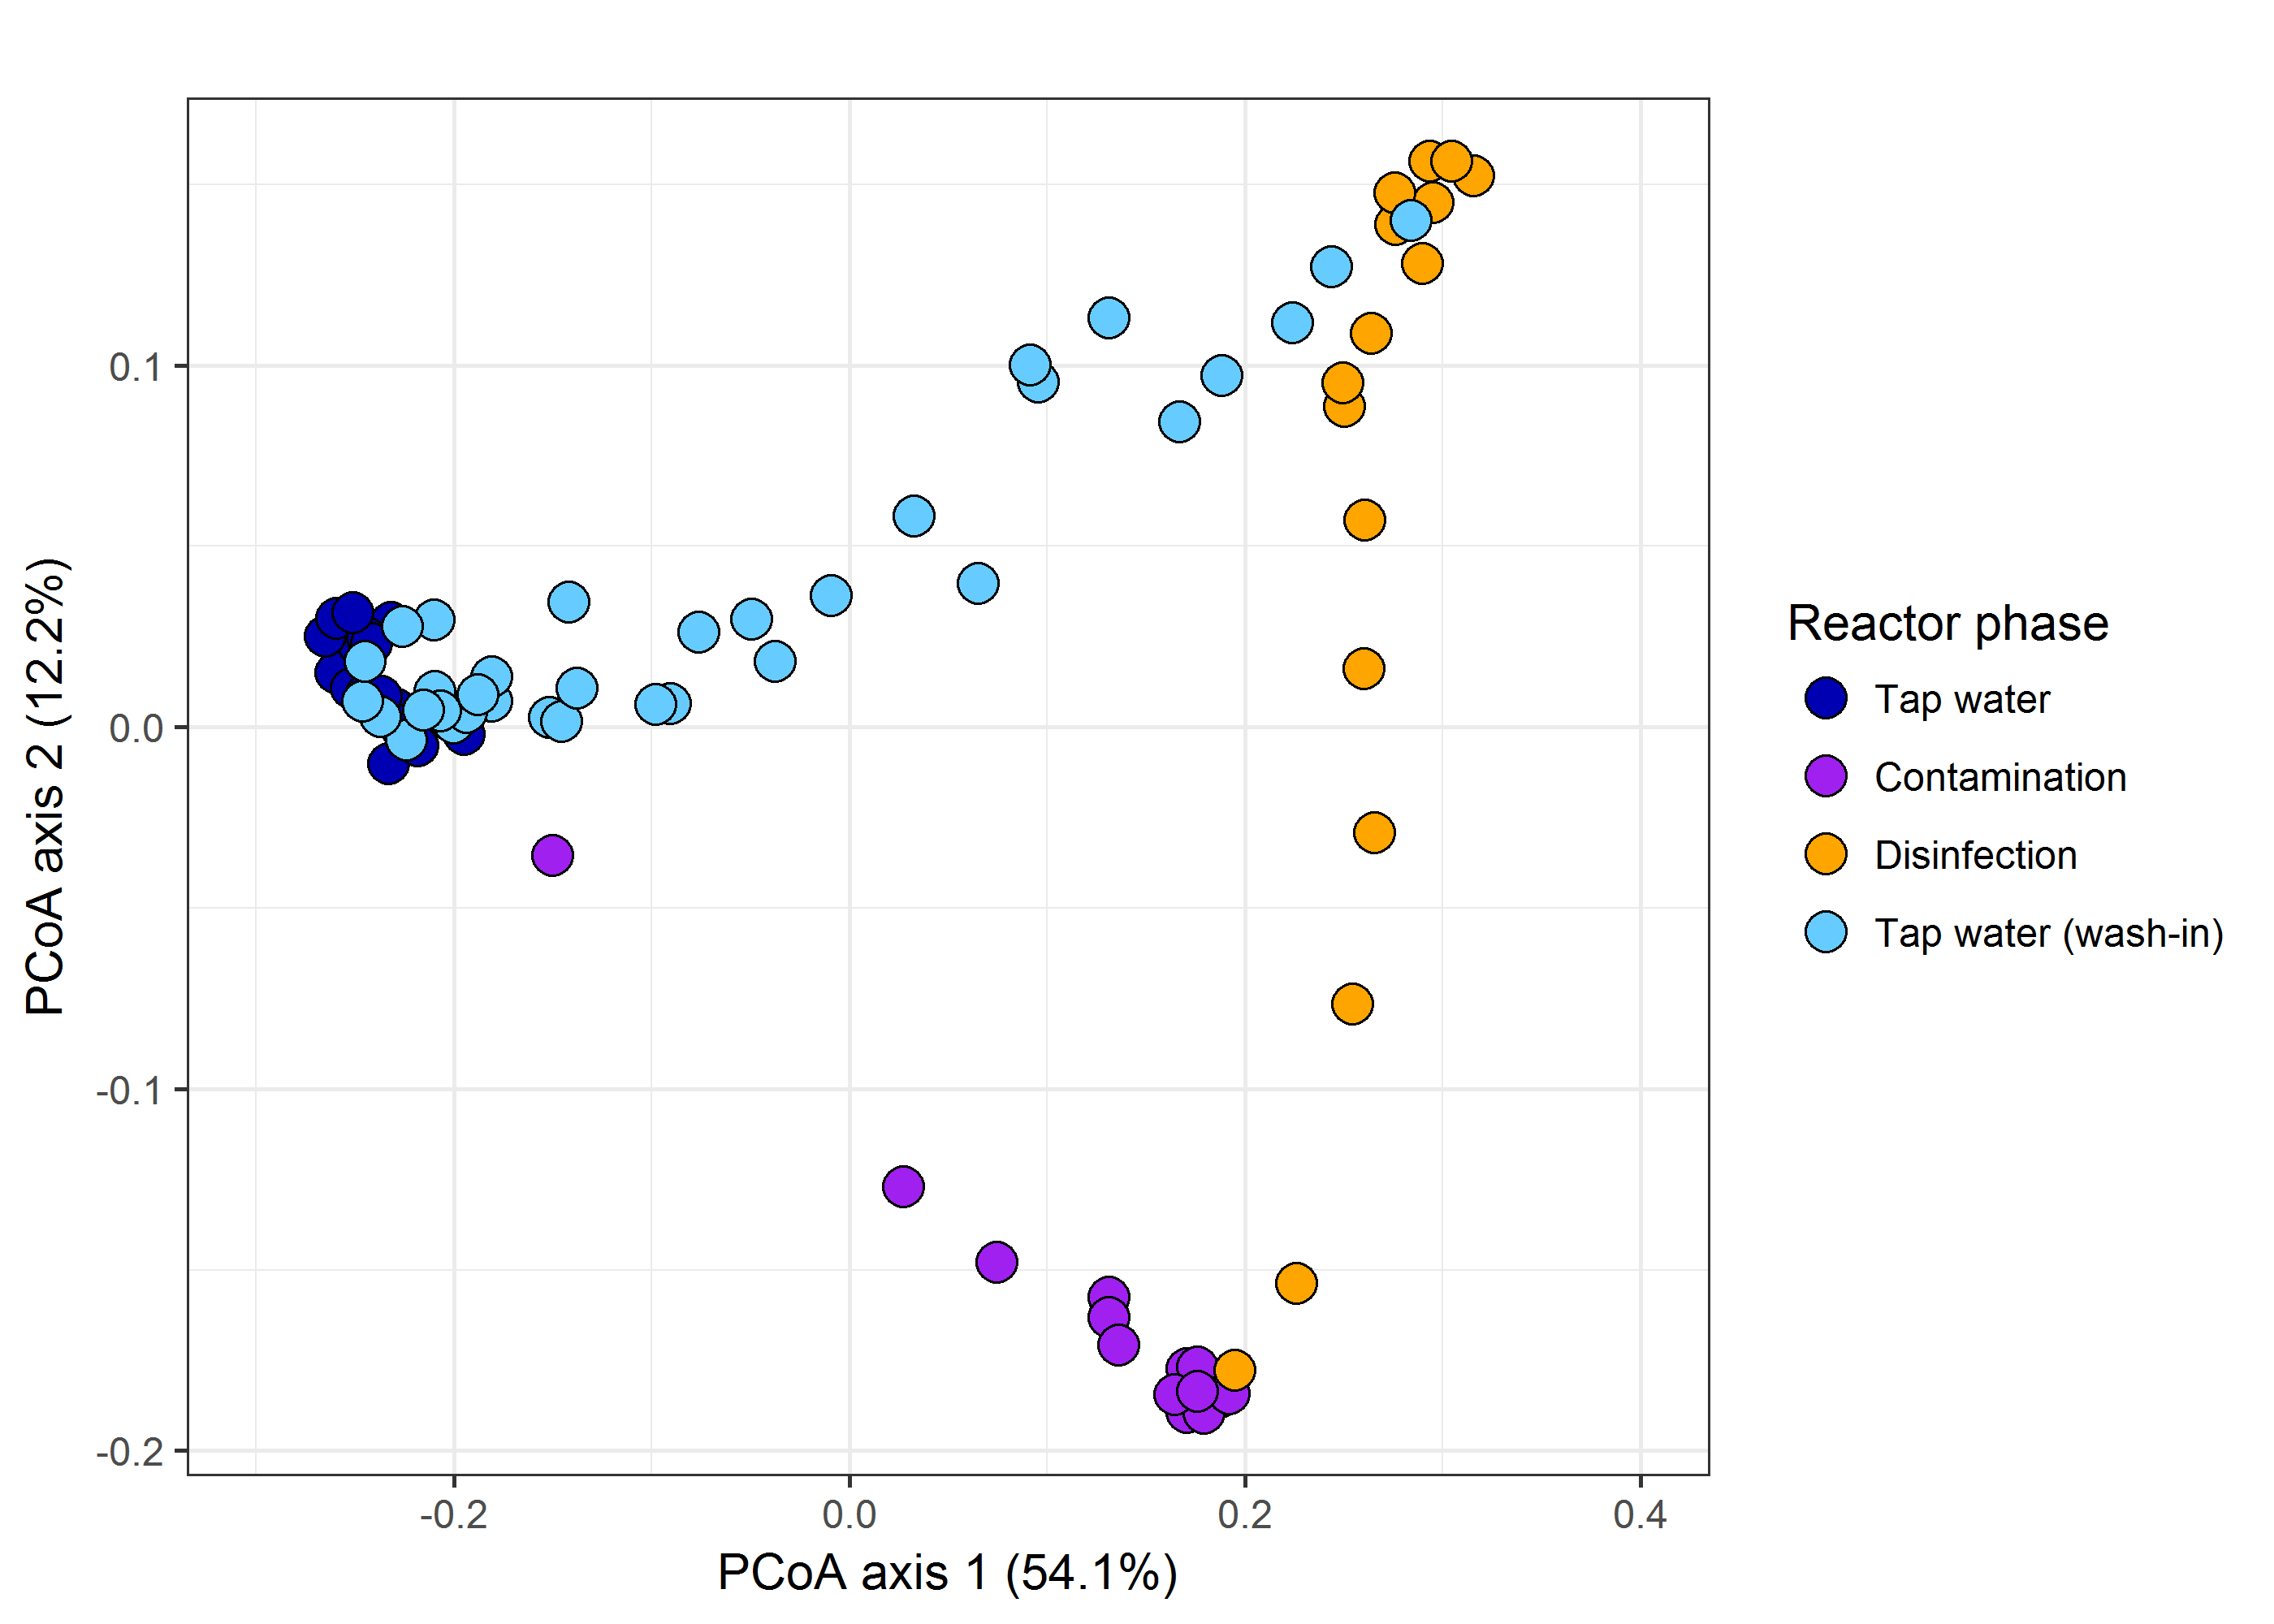 PCoA axis 2 (12.2%)
0.1
0.0
-0.1
-0.2
-0.2
0.0
0.2
0.4
PCoA axis 1 (54.1%)
Reactor phase
Tap water
Contamination
Disinfection
Tap water (wash-in)